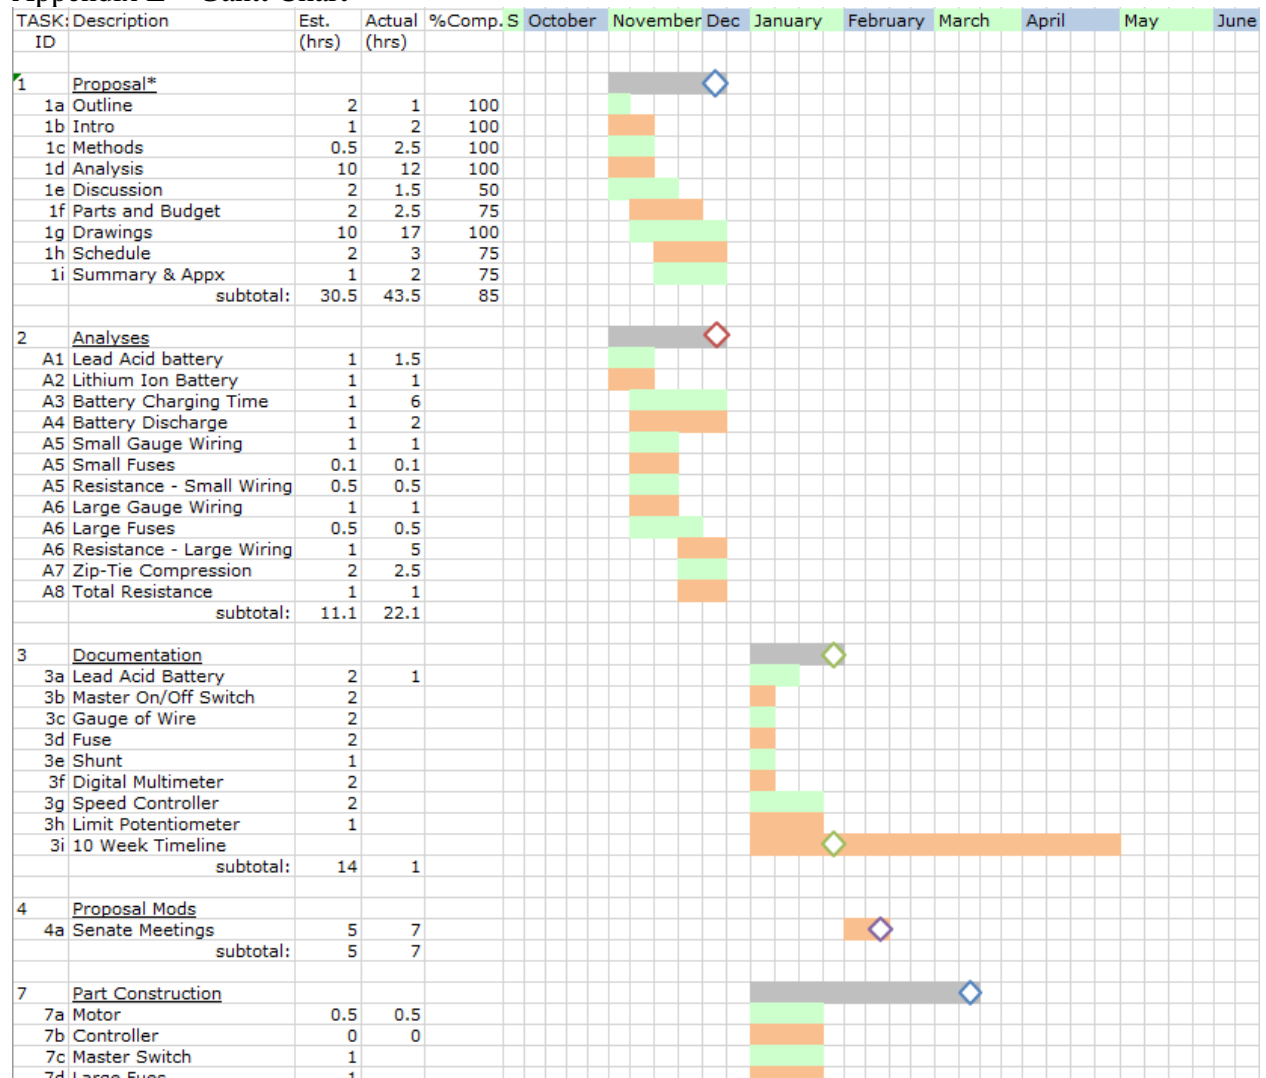 Appendix E – Gantt Chart
TASK: Description Est. Actual %Comp. S October November Dec January February March April May June
ID (hrs) (hrs)
1 Proposal*
1a Outline 2 1 100
1b Intro 1 2 100
1c Methods 0.5 2.5 100
1d Analysis 10 12 100
1e Discussion 2 1.5 50
1f Parts and Budget 2 2.5 75
1g Drawings 10 17 100
1h Schedule 2 3 75
1i Summary & Appx 1 2 75
subtotal: 30.5 43.5 85
2 Analyses
A1 Lead Acid battery 1 1.5
A2 Lithium Ion Battery 1 1
A3 Battery Charging Time 1 6
A4 Battery Discharge 1 2
A5 Small Gauge Wiring 1 1
A5 Small Fuses 0.1 0.1
A5 Resistance - Small Wiring 0.5 0.5
A6 Large Gauge Wiring 1 1
A6 Large Fuses 0.5 0.5
A6 Resistance - Large Wiring 1 5
A7 Zip-Tie Compression 2 2.5
A8 Total Resistance 1 1
subtotal: 11.1 22.1
3 Documentation
3a Lead Acid Battery 2 1
3b Master On/Off Switch 2
3c Gauge of Wire 2
3d Fuse 2
3e Shunt 1
3f Digital Multimeter 2
3g Speed Controller 2
3h Limit Potentiometer 1
3i 10 Week Timeline
subtotal: 14 1
4 Proposal Mods
4a Senate Meetings 5 7
subtotal: 5 7
7 Part Construction
7a Motor 0.5 0.5
7b Controller 0 0
7c Master Switch 1
7d Large Fues 1